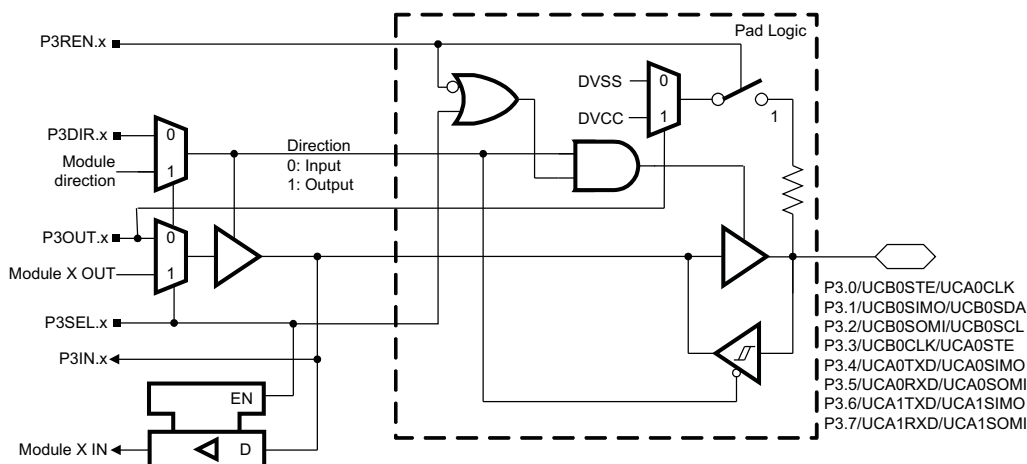 Pad Logic
P3REN.x
DVSS 0
DVCC 1
1
P3DIR.x 0
Module
direction 1
Direction
0: Input
1: Output
P3OUT.x 0
Module X OUT 1
P3SEL.x
P3IN.x
EN
Module X IN D
P3.0/UCB0STE/UCA0CLK
P3.1/UCB0SIMO/UCB0SDA
P3.2/UCB0SOMI/UCB0SCL
P3.3/UCB0CLK/UCA0STE
P3.4/UCA0TXD/UCA0SIMO
P3.5/UCA0RXD/UCA0SOMI
P3.6/UCA1TXD/UCA1SIMO
P3.7/UCA1RXD/UCA1SOMI